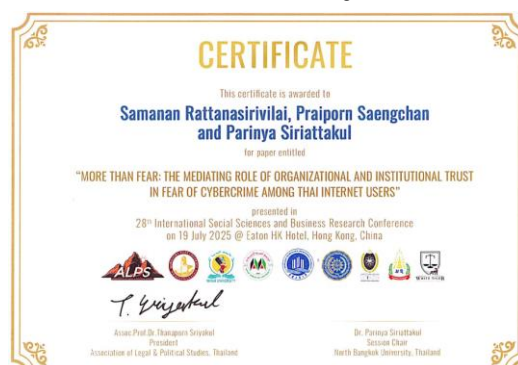 CERTIFICATE
This certificate is awarded to
Samanan Rattanasirivilai, Praiporn Saengchan
and Parinya Siriattakul
for paper entitled
"MORE THAN FEAR: THE MEDIATING ROLE OF ORGANIZATIONAL AND INSTITUTIONAL TRUST
IN FEAR OF CYBERCRIME AMONG THAI INTERNET USERS"
presented in
28th International Social Sciences and Business Research Conference
on 19 July 2025 @ Eaton HK Hotel, Hong Kong, China
ALPS
Assoc.Prof.Dr.Thanaporn Sriyakul
President
Association of Legal & Political Studies, Thailand
Dr. Parinya Siriattakul
Session Chair
North Bangkok University, Thailand